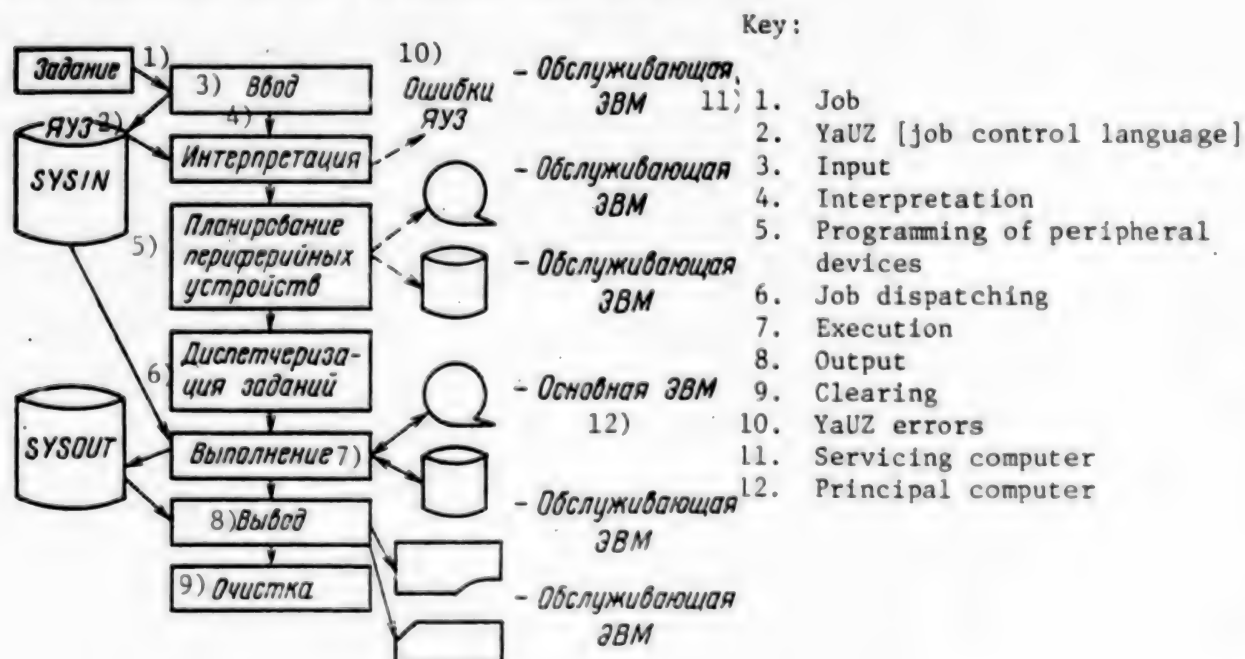 Key:
Задание
1)
3) Ввод
10)
Ошибки
ЯУЗ
- Обслуживающая
ЭВМ
11)
ЯУЗ
2)
4)
Интерпретация
SYSIN
- Обслуживающая
ЭВМ
5)
Планирование
периферийных
устройств
- Обслуживающая
ЭВМ
6)
Диспетчериза-
ция заданий
- Основная ЭВМ
12)
SYSOUT
Выполнение 7)
8) Вывод
- Обслуживающая
ЭВМ
9) Очистка
- Обслуживающая
ЭВМ
1. Job
2. YaUZ [job control language]
3. Input
4. Interpretation
5. Programming of peripheral
devices
6. Job dispatching
7. Execution
8. Output
9. Clearing
10. YaUZ errors
11. Servicing computer
12. Principal computer